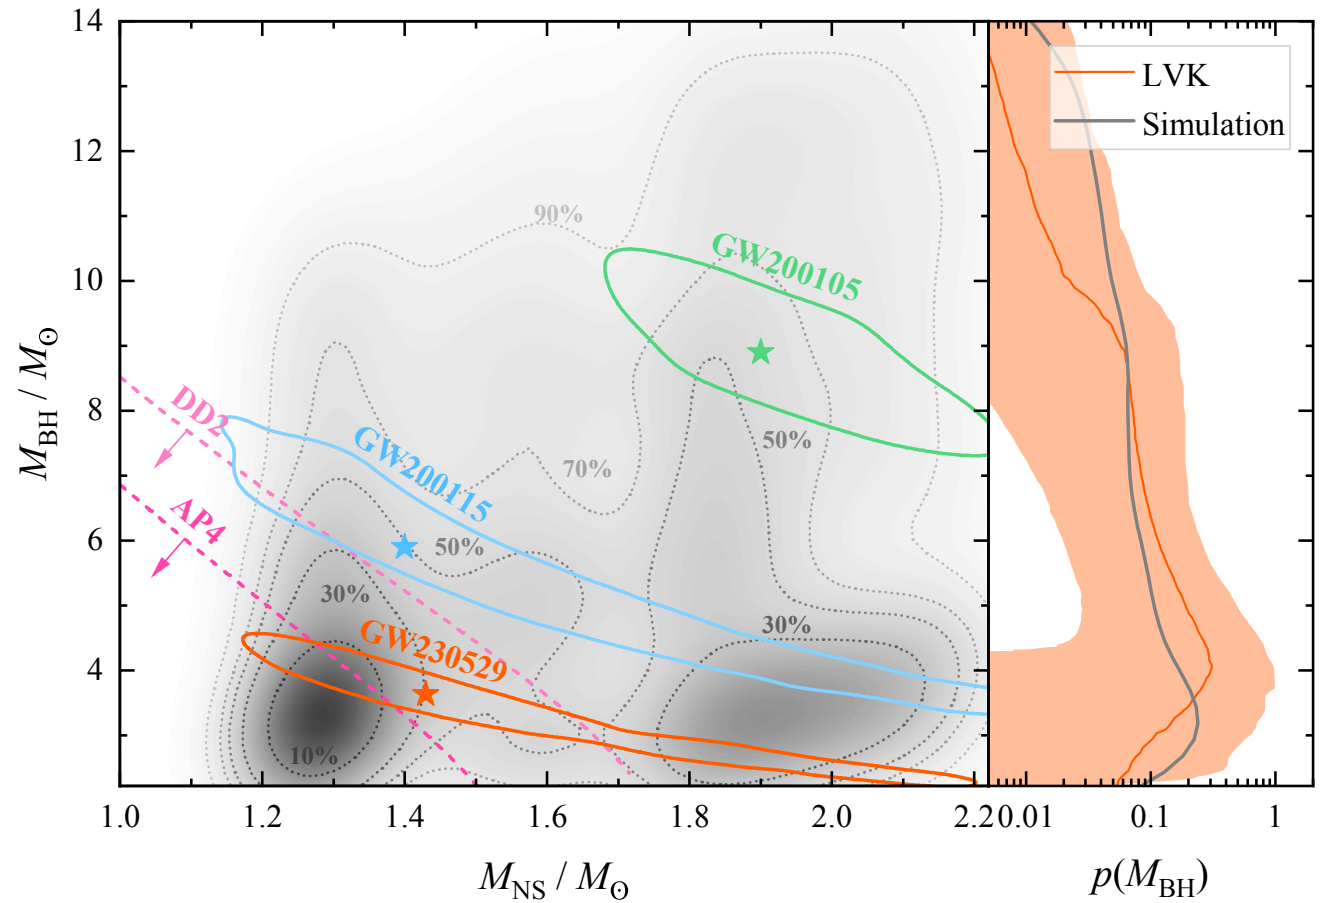 14
12
10
8
6
4
M_BH / M_⊙
90%
GW200105
50%
DD2
GW200115
70%
AP4
50%
30%
30%
GW230529
10%
1.0
1.2
1.4
1.6
1.8
2.0
2.2
M_NS / M_⊙
LVK
Simulation
0.01
0.1
1
p(M_BH)